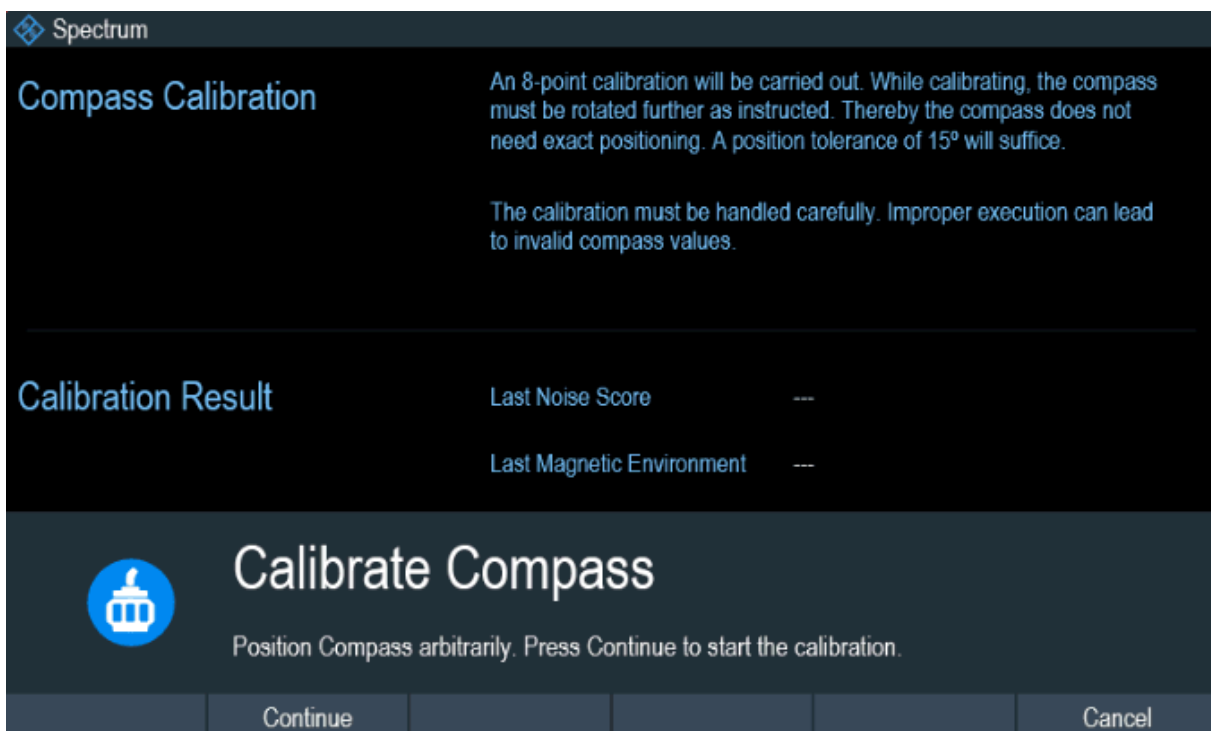 Spectrum
Compass Calibration
An 8-point calibration will be carried out. While calibrating, the compass
must be rotated further as instructed. Thereby the compass does not
need exact positioning. A position tolerance of 15º will suffice.
The calibration must be handled carefully. Improper execution can lead
to invalid compass values.
Calibration Result
Last Noise Score ---
Last Magnetic Environment ---
Calibrate Compass
Position Compass arbitrarily. Press Continue to start the calibration.
Continue Cancel